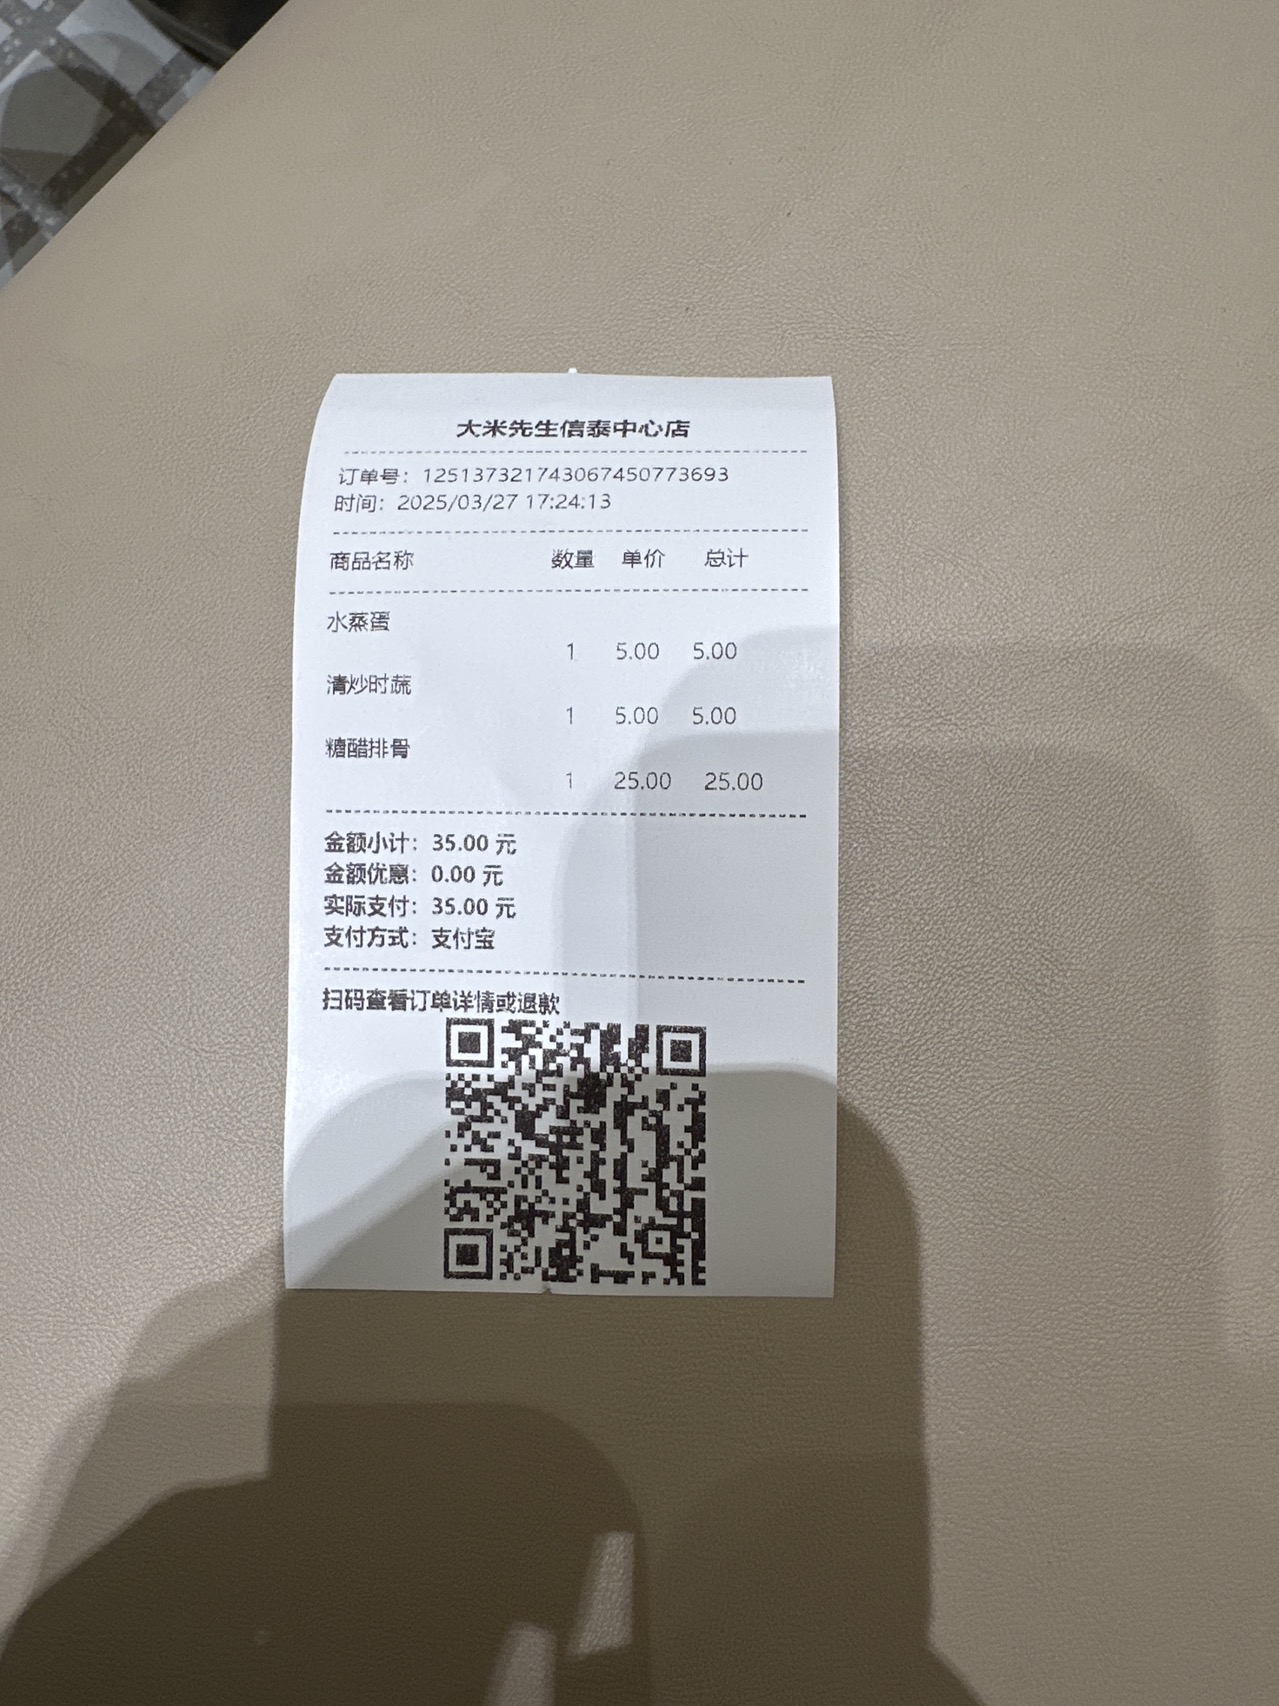 大米先生信泰中心店
订单号：1251373217430674507​73693
时间：2025/03/27 17:24:13
商品名称 数量 单价 总计
水蒸蛋
1 5.00 5.00
清炒时蔬
1 5.00 5.00
糖醋排骨
1 25.00 25.00
金额小计：35.00 元
金额优惠：0.00 元
实际支付：35.00 元
支付方式：支付宝
扫码查看订单详情或退款